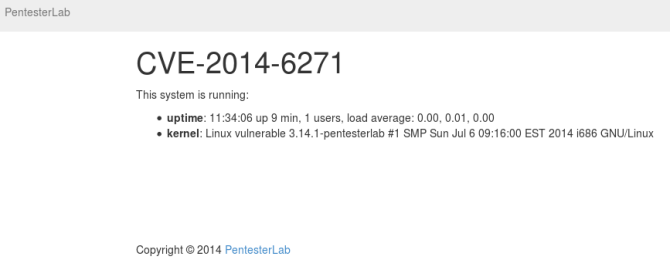 PentesterLab
CVE-2014-6271
This system is running:
• uptime: 11:34:06 up 9 min, 1 users, load average: 0.00, 0.01, 0.00
• kernel: Linux vulnerable 3.14.1-pentesterlab #1 SMP Sun Jul 6 09:16:00 EST 2014 i686 GNU/Linux
Copyright © 2014 PentesterLab